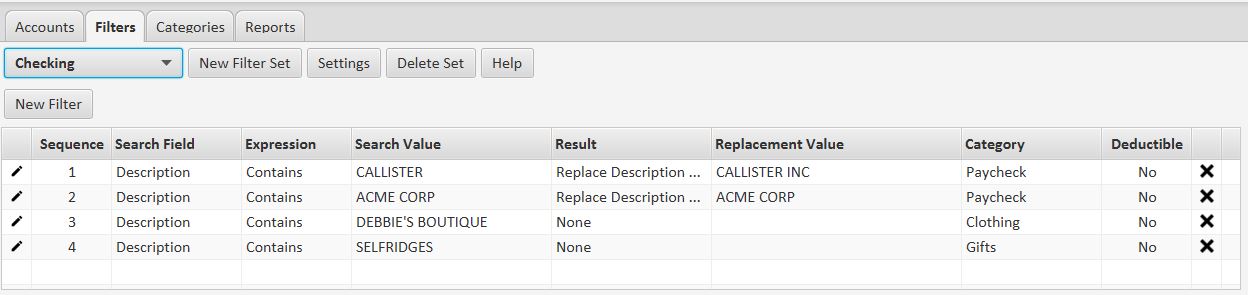 Accounts Filters Categories Reports
Checking New Filter Set Settings Delete Set Help
New Filter
Sequence Search Field Expression Search Value Result Replacement Value Category Deductible
1 Description Contains CALLISTER Replace Description ... CALLISTER INC Paycheck No
2 Description Contains ACME CORP Replace Description ... ACME CORP Paycheck No
3 Description Contains DEBBIE'S BOUTIQUE None Clothing No
4 Description Contains SELFRIDGES None Gifts No